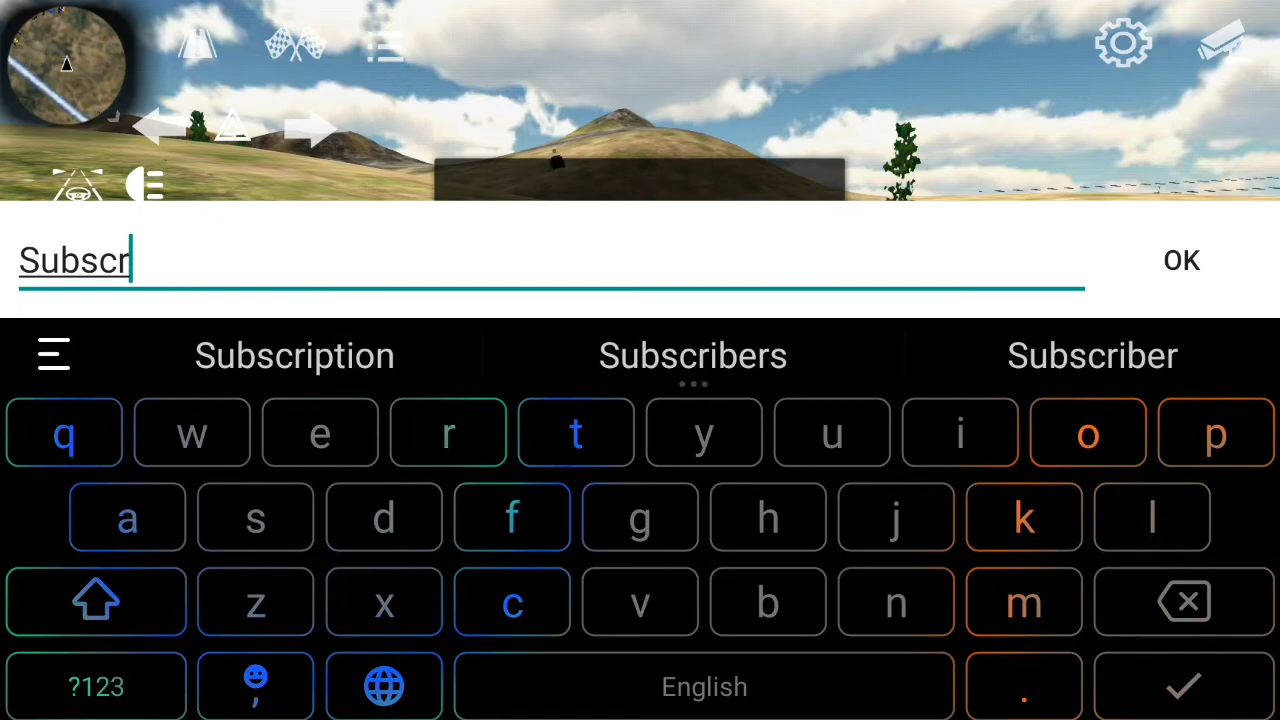 Subscr
OK
Subscription Subscribers Subscriber
q w e r t y u i o p
a s d f g h j k l
z x c v b n m
?123 , English .